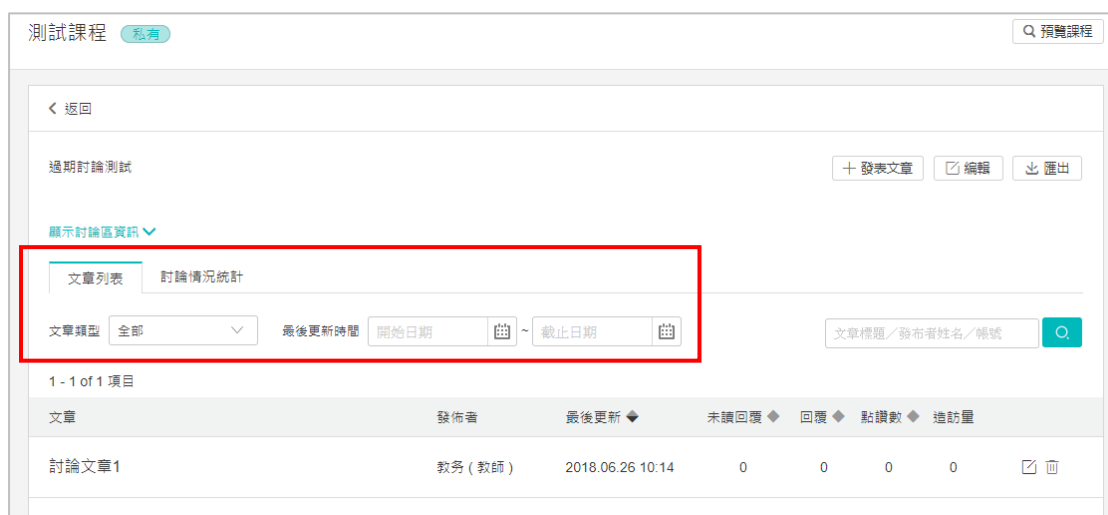 測試課程 私有 預覽課程
返回
過期討論測試 發表文章 編輯 匯出
顯示討論區資訊
文章列表 討論情況統計
文章類型 全部 最後更新時間 開始日期 ~ 截止日期 文章標題／發布者姓名／帳號
1 - 1 of 1 項目
文章 發佈者 最後更新 未讀回覆 回覆 點讚數 造訪量
討論文章1 教务 ( 教師 ) 2018.06.26 10:14 0 0 0 0